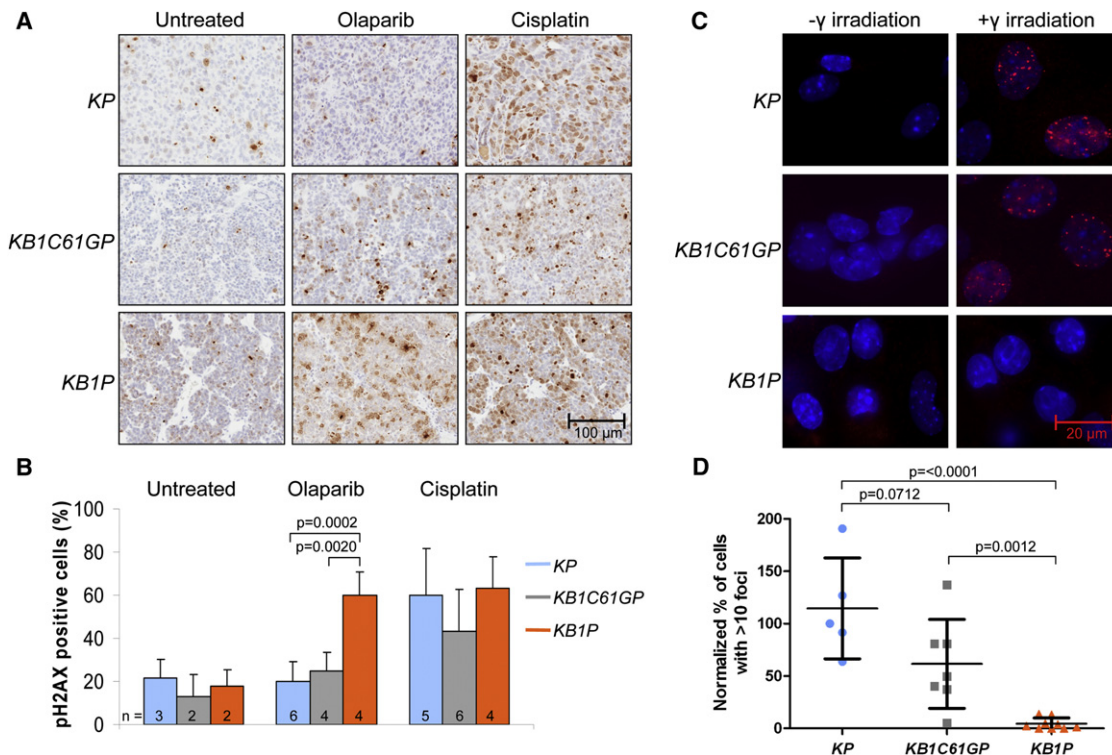 A
Untreated
Olaparib
Cisplatin
KP
KB1C61GP
KB1P
100 µm
B
Untreated
Olaparib
Cisplatin
pH2AX positive cells (%)
100
80
60
40
20
0
p=0.0002
p=0.0020
KP
KB1C61GP
KB1P
n = 3 2 2 6 4 4 5 6 4
C
-γ irradiation
+γ irradiation
KP
KB1C61GP
KB1P
20 µm
D
p=<0.0001
p=0.0712
p=0.0012
Normalized % of cells
with >10 foci
200
150
100
50
0
KP
KB1C61GP
KB1P